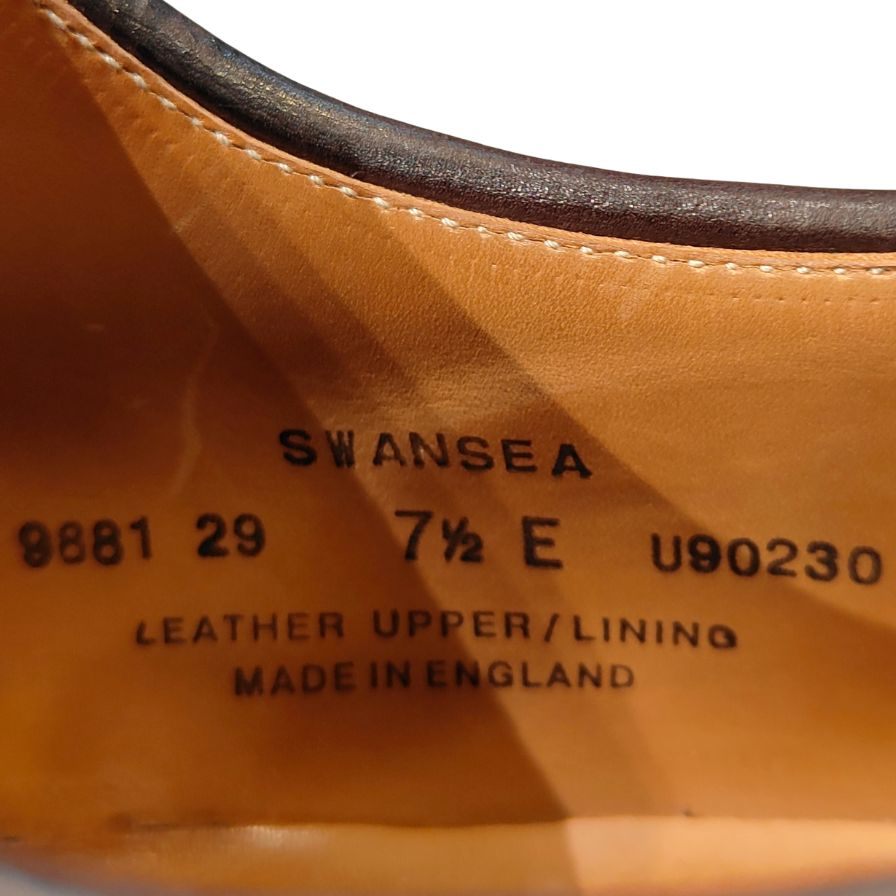 SWANSEA
9881 29 7½ E U90230
LEATHER UPPER/LINING
MADE IN ENGLAND